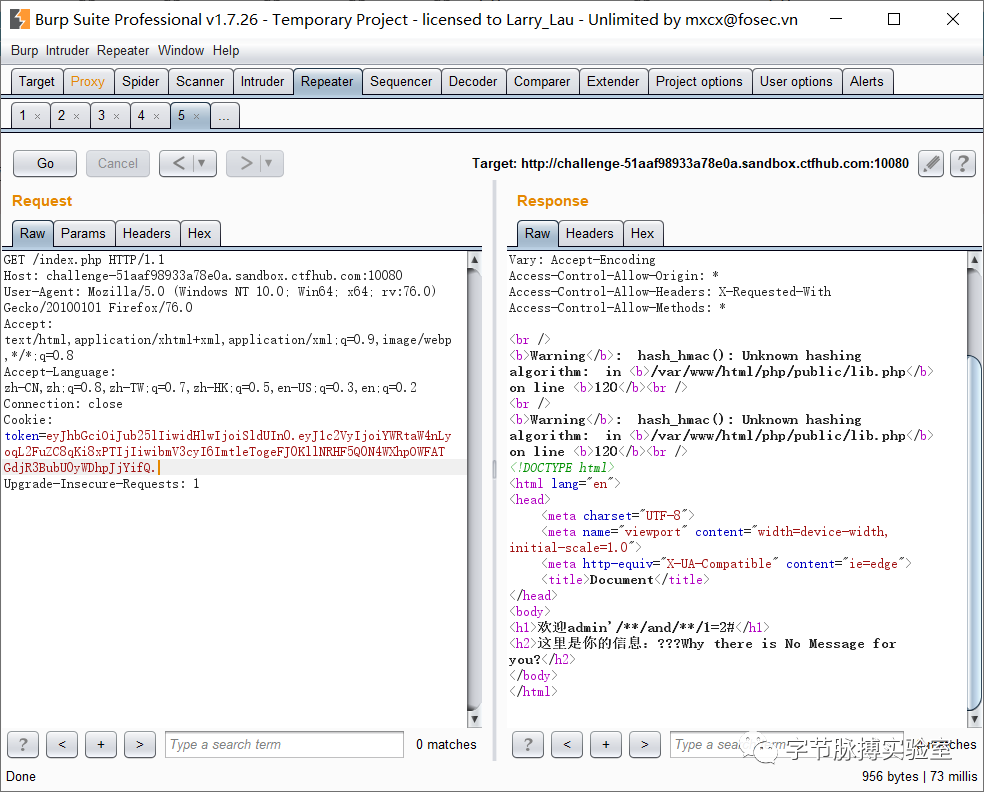 Burp Suite Professional v1.7.26 - Temporary Project - licensed to Larry_Lau - Unlimited by mxcx@fosec.vn
Burp Intruder Repeater Window Help
Target Proxy Spider Scanner Intruder Repeater Sequencer Decoder Comparer Extender Project options User options Alerts
1 × 2 × 3 × 4 × 5 × ...
Go Cancel < ▼ > ▼ Target: http://challenge-51aaf98933a78e0a.sandbox.ctfhub.com:10080 ?
Request
Raw Params Headers Hex
GET /index.php HTTP/1.1
Host: challenge-51aaf98933a78e0a.sandbox.ctfhub.com:10080
User-Agent: Mozilla/5.0 (Windows NT 10.0; Win64; x64; rv:76.0)
Gecko/20100101 Firefox/76.0
Accept:
text/html,application/xhtml+xml,application/xml;q=0.9,image/webp
,*/*;q=0.8
Accept-Language:
zh-CN,zh;q=0.8,zh-TW;q=0.7,zh-HK;q=0.5,en-US;q=0.3,en;q=0.2
Connection: close
Cookie:
Upgrade-Insecure-Requests: 1
? < + > Type a search term 0 matches
Response
Raw Headers Hex
Vary: Accept-Encoding
Access-Control-Allow-Origin: *
Access-Control-Allow-Headers: X-Requested-With
Access-Control-Allow-Methods: *
<br />
<b>Warning</b>:  hash_hmac(): Unknown hashing
algorithm:  in <b>/var/www/html/php/public/lib.php</b>
on line <b>120</b><br />
<br />
<b>Warning</b>:  hash_hmac(): Unknown hashing
algorithm:  in <b>/var/www/html/php/public/lib.php</b>
on line <b>120</b><br />
<!DOCTYPE html>
<html lang="en">
<head>
<meta charset="UTF-8">
<meta name="viewport" content="width=device-width,
initial-scale=1.0">
<meta http-equiv="X-UA-Compatible" content="ie=edge">
<title>Document</title>
</head>
<body>
<h1>欢迎admin'/**/and/**/1=2#</h1>
<h2>这里是你的信息：???Why there is No Message for
you?</h2>
</body>
</html>
? < + > Type a sea matches
字节脉搏实验室
Done 956 bytes | 73 millis